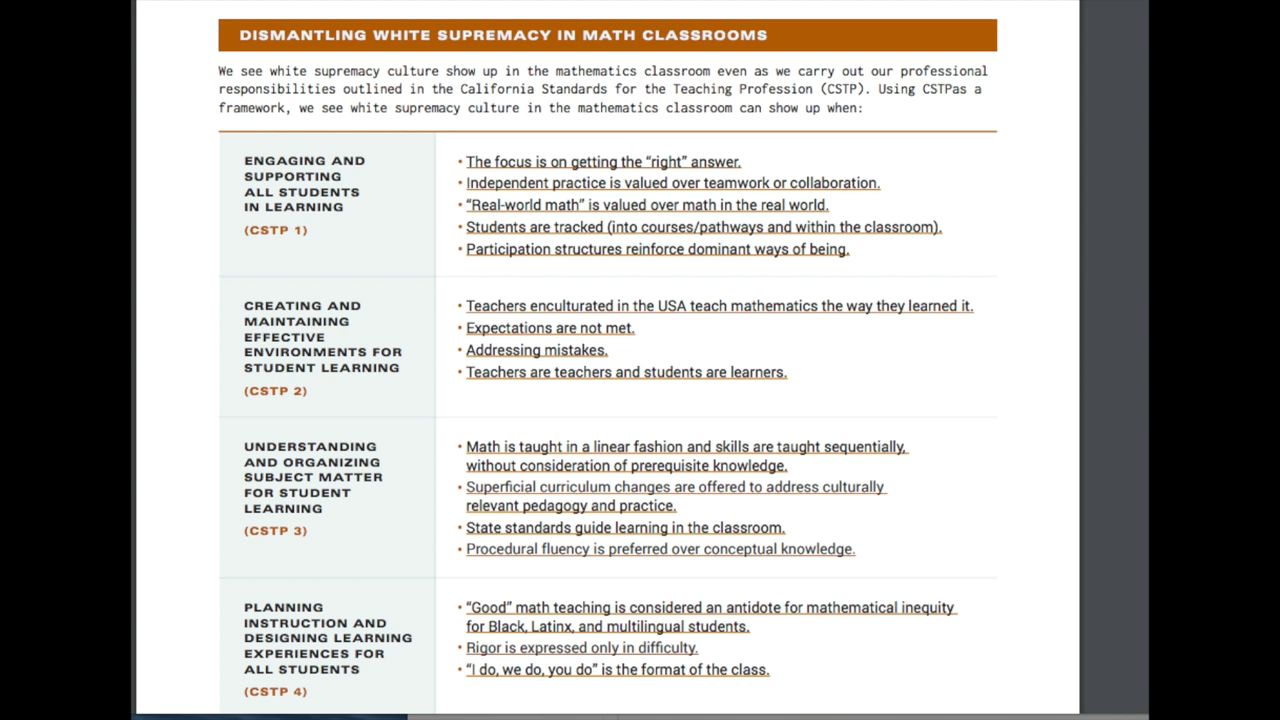 DISMANTLING WHITE SUPREMACY IN MATH CLASSROOMS
We see white supremacy culture show up in the mathematics classroom even as we carry out our professional
responsibilities outlined in the California Standards for the Teaching Profession (CSTP). Using CSTPas a
framework, we see white supremacy culture in the mathematics classroom can show up when:
ENGAGING AND
SUPPORTING
ALL STUDENTS
IN LEARNING
(CSTP 1)
• The focus is on getting the “right” answer.
• Independent practice is valued over teamwork or collaboration.
• “Real-world math” is valued over math in the real world.
• Students are tracked (into courses/pathways and within the classroom).
• Participation structures reinforce dominant ways of being.
CREATING AND
MAINTAINING
EFFECTIVE
ENVIRONMENTS FOR
STUDENT LEARNING
(CSTP 2)
• Teachers enculturated in the USA teach mathematics the way they learned it.
• Expectations are not met.
• Addressing mistakes.
• Teachers are teachers and students are learners.
UNDERSTANDING
AND ORGANIZING
SUBJECT MATTER
FOR STUDENT
LEARNING
(CSTP 3)
• Math is taught in a linear fashion and skills are taught sequentially,
without consideration of prerequisite knowledge.
• Superficial curriculum changes are offered to address culturally
relevant pedagogy and practice.
• State standards guide learning in the classroom.
• Procedural fluency is preferred over conceptual knowledge.
PLANNING
INSTRUCTION AND
DESIGNING LEARNING
EXPERIENCES FOR
ALL STUDENTS
(CSTP 4)
• “Good” math teaching is considered an antidote for mathematical inequity
for Black, Latinx, and multilingual students.
• Rigor is expressed only in difficulty.
• “I do, we do, you do” is the format of the class.